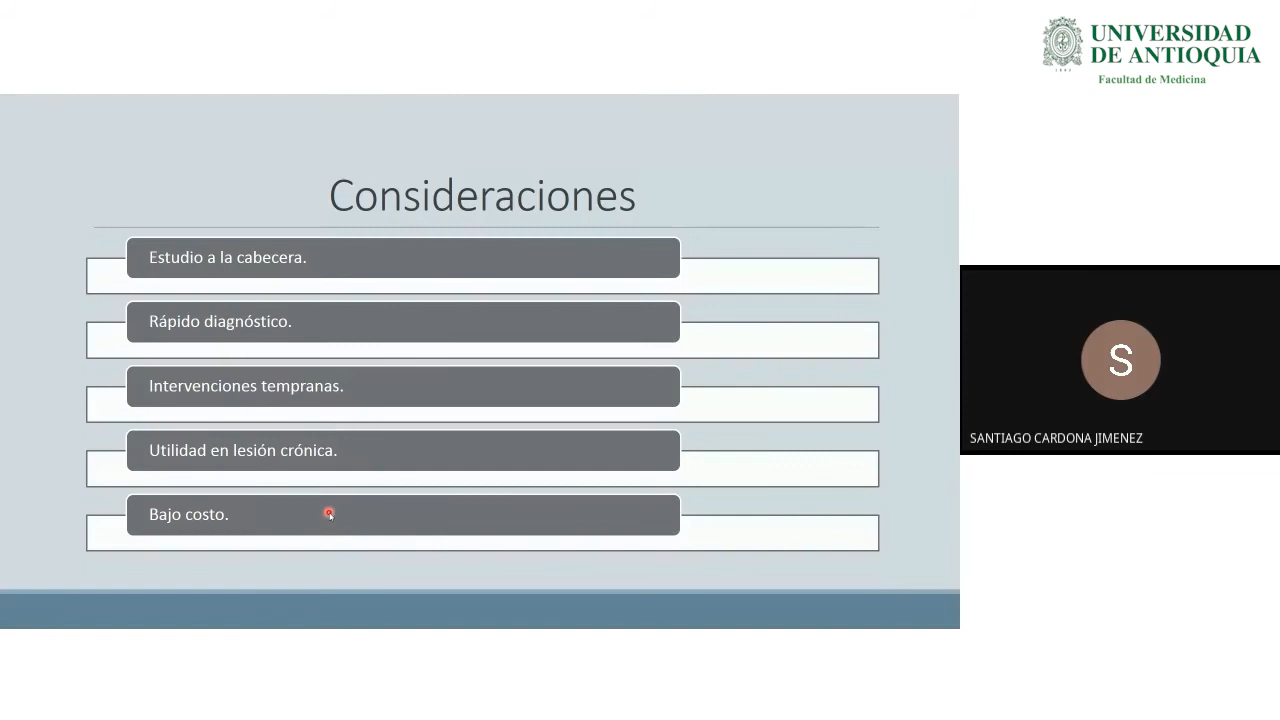 UNIVERSIDAD
DE ANTIOQUIA
Facultad de Medicina
Consideraciones
Estudio a la cabecera.
Rápido diagnóstico.
Intervenciones tempranas.
Utilidad en lesión crónica.
Bajo costo.
S
SANTIAGO CARDONA JIMENEZ